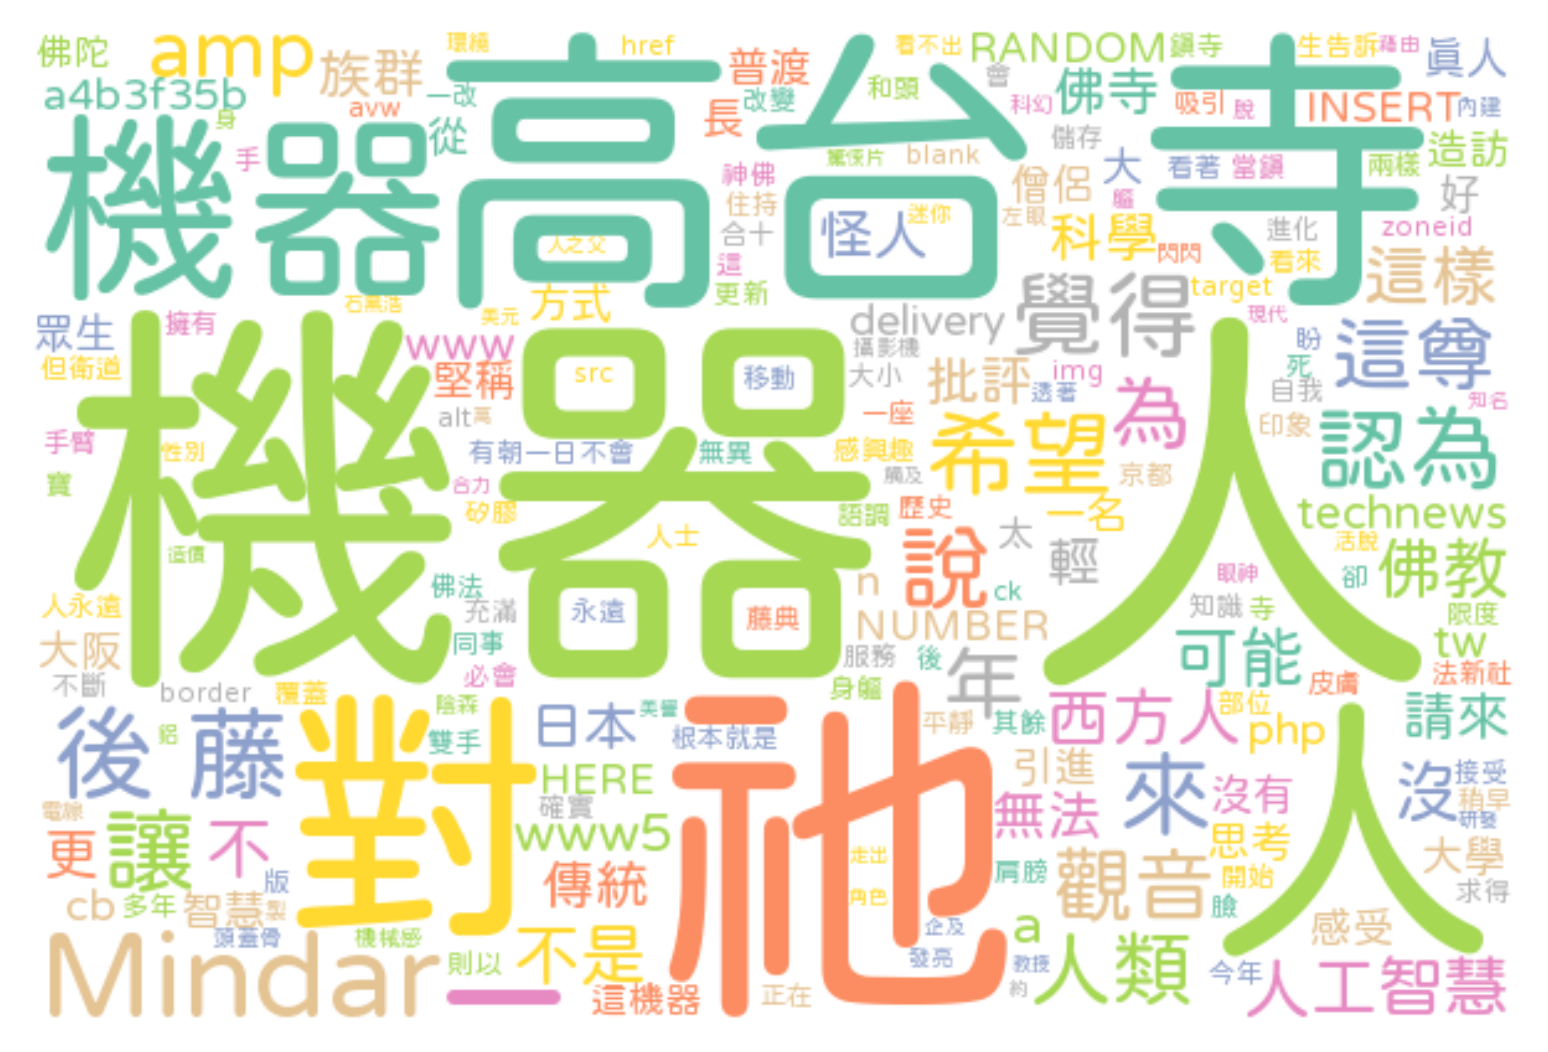 佛陀
amp
族群
環繞
href
普渡
看不出
RANDOM
鎮寺
生告訴
藉由
真人
a4b3f35b
avw
一改
長
改變
和頭
會
科幻
佛寺
吸引
脫
INSERT
內建
身
機器
高台寺
手
從
驚悚片
blank
儲存
大
看著
當鎮
兩樣
造訪
神佛
僧侶
軀
好
住持
怪人
迷你
左眼
科學
進化
zoneid
人之父
合十
這
閃閃
看來
這樣
方式
更新
target
石黑浩
美元
delivery
覺得
現代
眾生
擁有
www
攝影機
盼
這尊
但衛道
堅稱
src
移動
大小
批評
img
透著
死
自我
知名
alt
萬
一座
希望
為
印象
認為
手臂
性別
有朝一日不會
無異
感興趣
觸及
京都
寶
合力
矽膠
語調
歷史
一名
technews
機器人
人士
說
太
輕
活脫
佛教
造價
佛法
n
ck
眼神
卻
人永遠
充滿
永遠
藤典
NUMBER
知識
寺
限度
大阪
同事
服務
後
年
可能
tw
不斷
必會
身軀
皮膚
法新社
border
覆蓋
陰森
日本
美譽
平靜
其餘
西方人
部位
php
請來
後藤
鋁
對
雙手
根本就是
祂
引進
來
沒有
沒
接受
稍早
研發
HERE
電線
確實
無法
人
更
讓
不
www5
思考
大學
版
傳統
走出
肩膀
觀音
開始
求得
cb
多年
智慧
製
角色
臉
頭蓋骨
機械感
企及
a
感受
Mindar
則以
不是
發亮
教授
人類
今年
人工智慧
一
這機器
正在
約